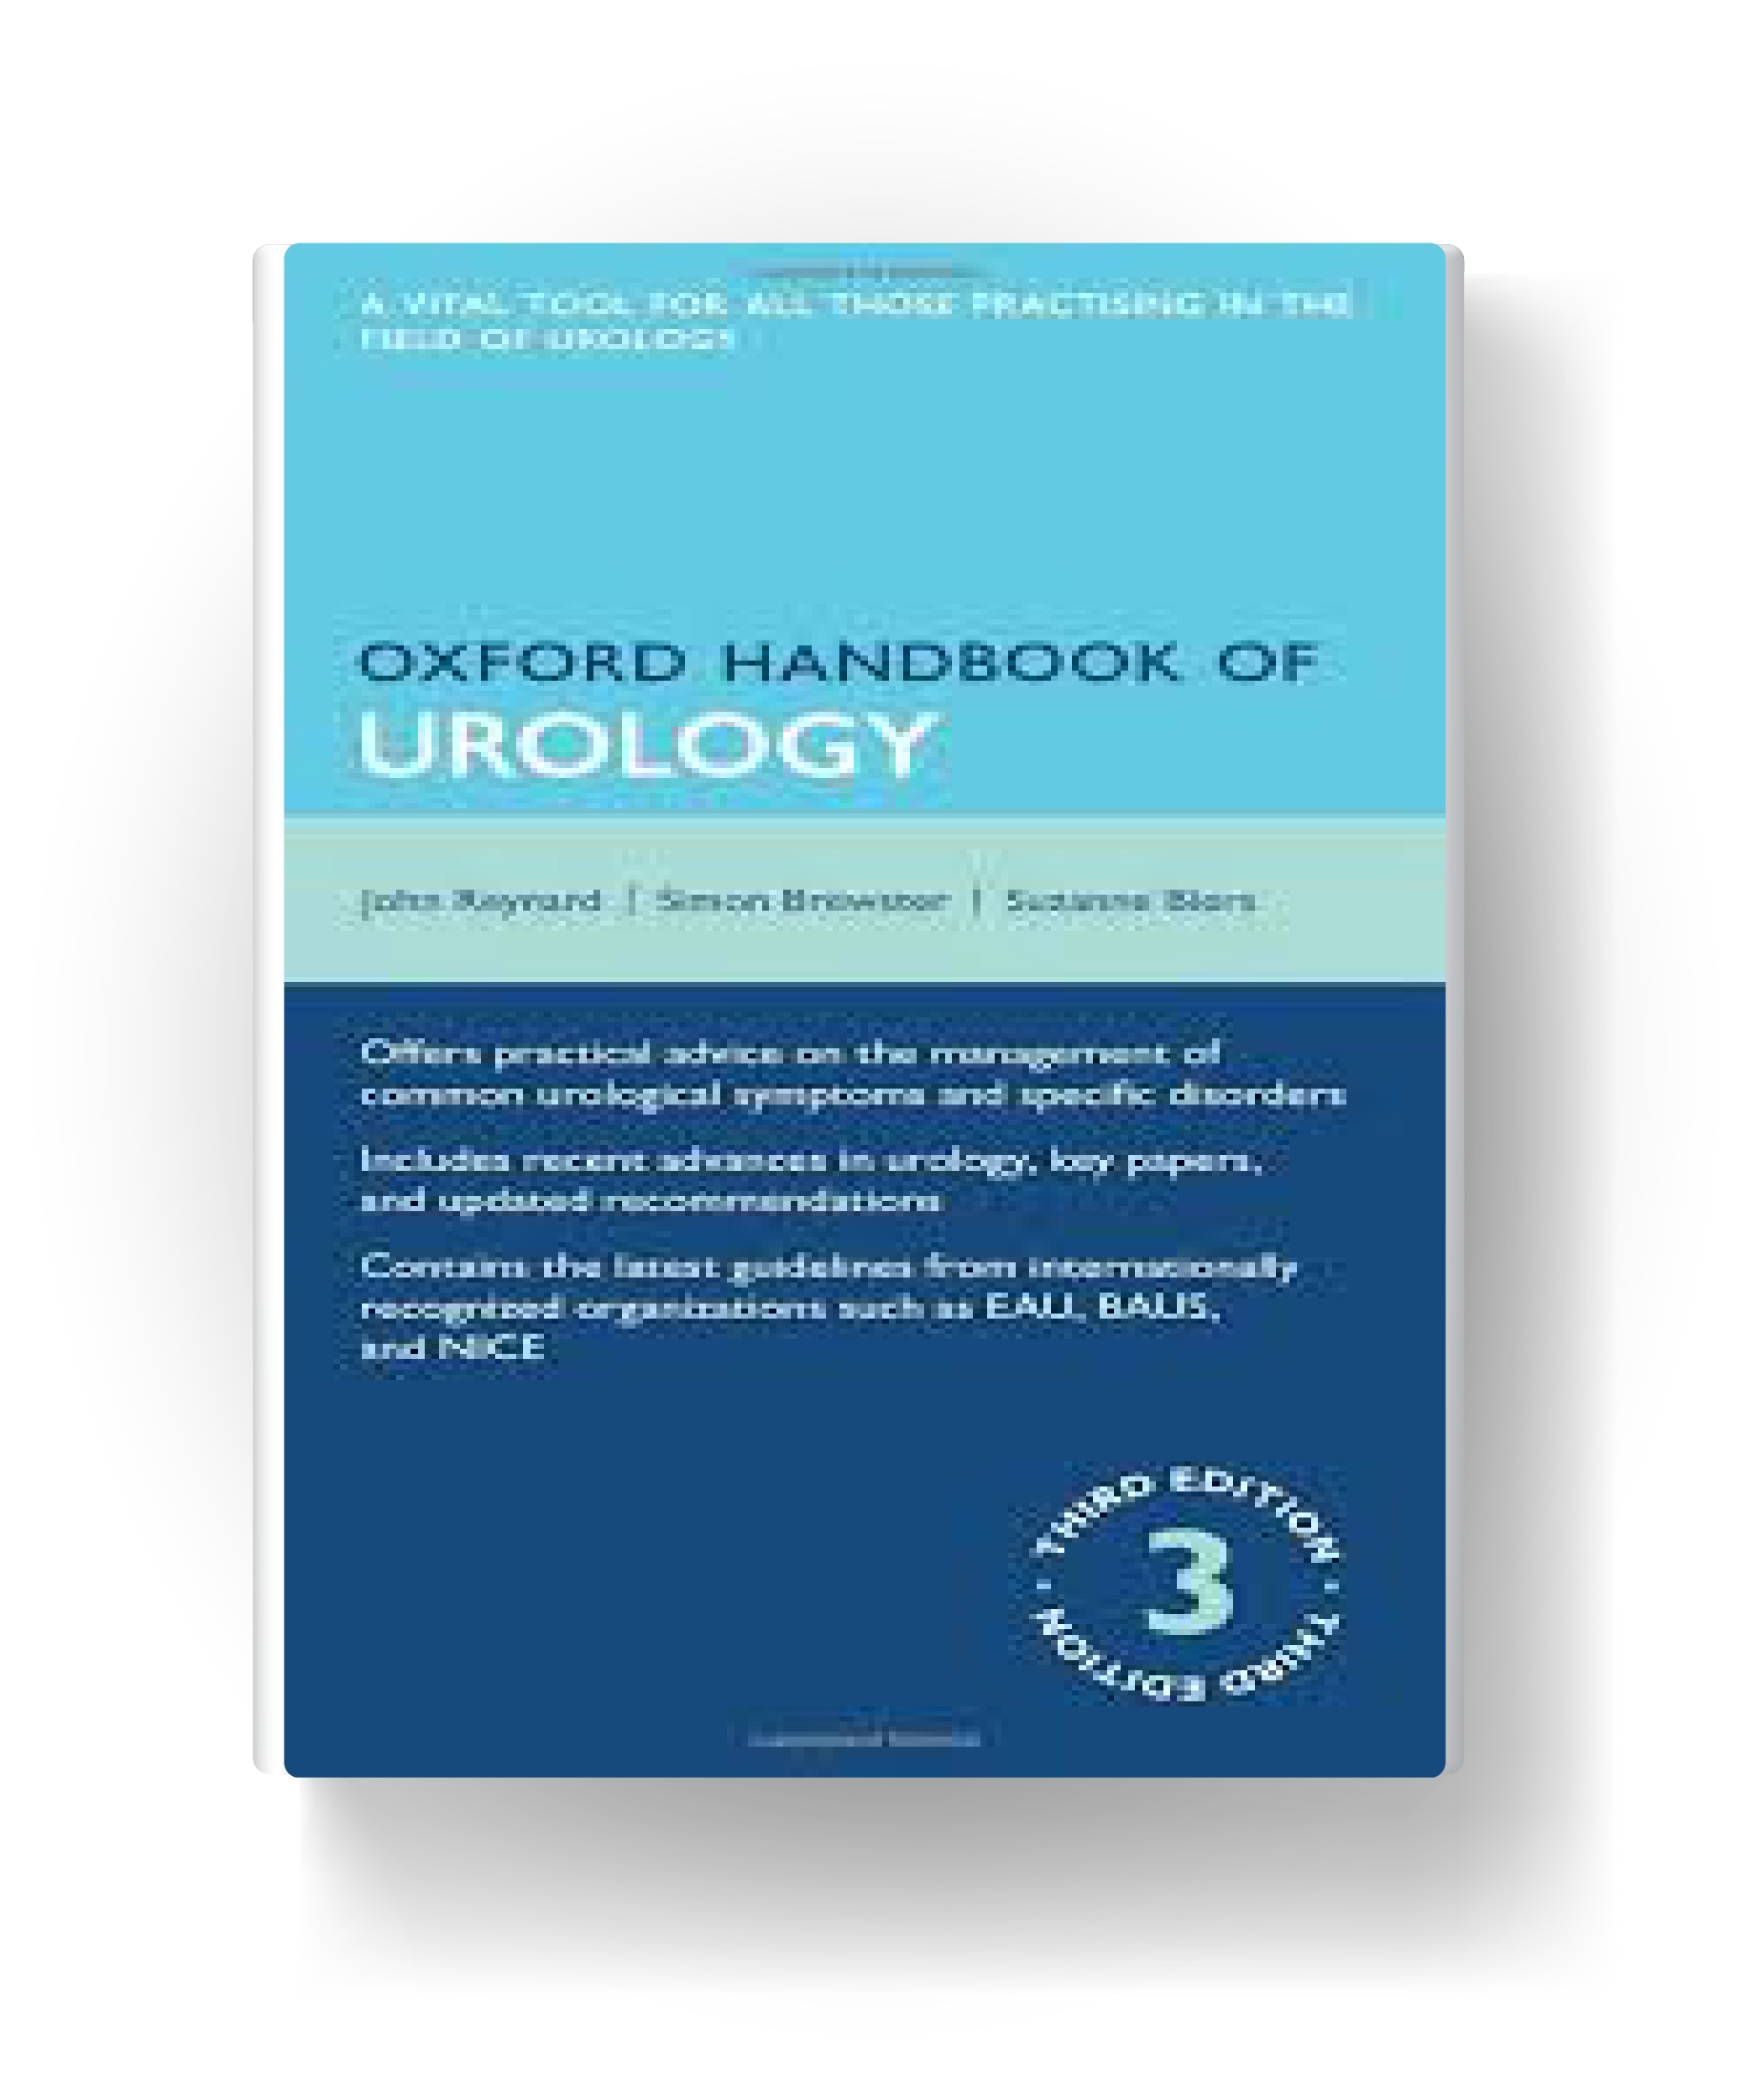 A VITAL TOOL FOR ALL THOSE PRACTISING IN THE
FIELD OF UROLOGY
OXFORD HANDBOOK OF
UROLOGY
John Reynard | Simon Brewster | Suzanne Biers
Offers practical advice on the management of
common urological symptoms and specific disorders
Includes recent advances in urology, key papers,
and updated recommendations
Contains the latest guidelines from internationally
recognized organizations such as EAU, BAUS,
and NICE
THIRD EDITION
3
THIRD EDITION